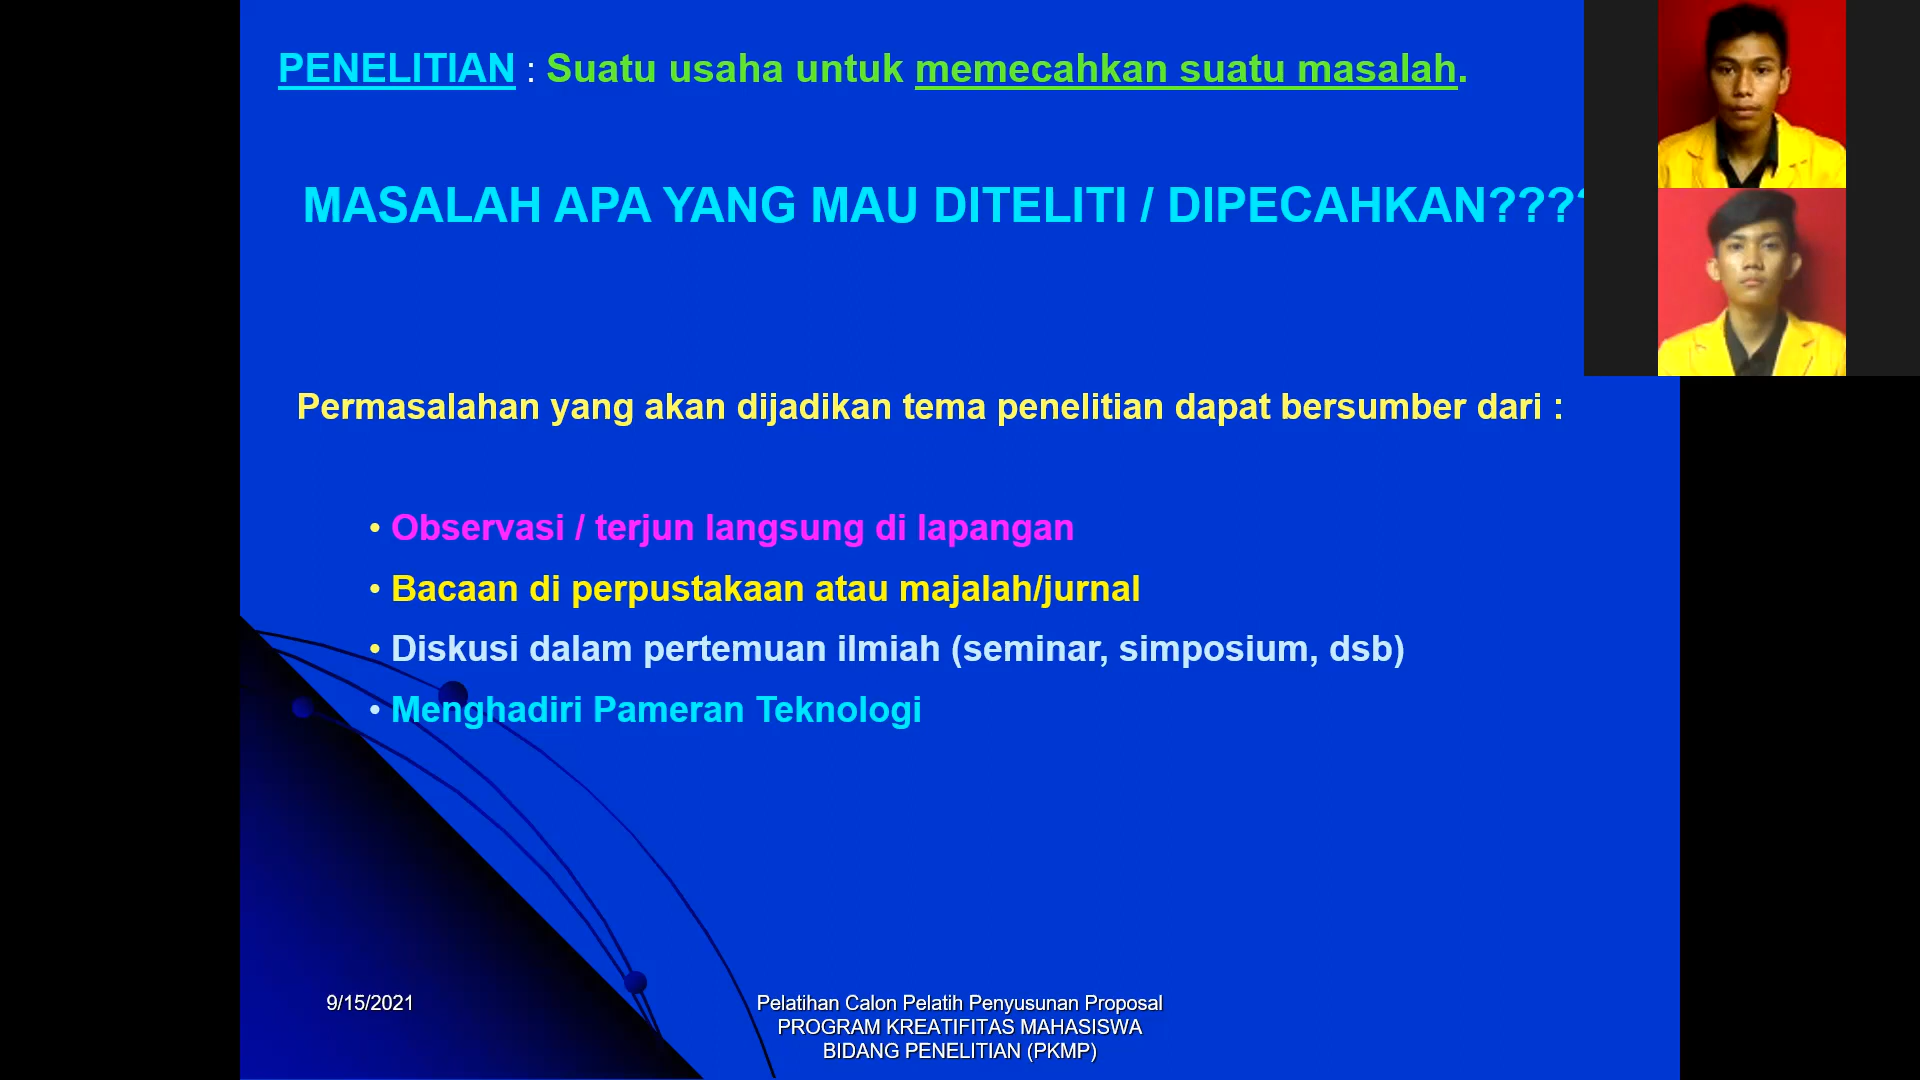 PENELITIAN : Suatu usaha untuk memecahkan suatu masalah.
MASALAH APA YANG MAU DITELITI / DIPECAHKAN????
Permasalahan yang akan dijadikan tema penelitian dapat bersumber dari :
• Observasi / terjun langsung di lapangan
• Bacaan di perpustakaan atau majalah/jurnal
• Diskusi dalam pertemuan ilmiah (seminar, simposium, dsb)
• Menghadiri Pameran Teknologi
9/15/2021
Pelatihan Calon Pelatih Penyusunan Proposal
PROGRAM KREATIFITAS MAHASISWA
BIDANG PENELITIAN (PKMP)